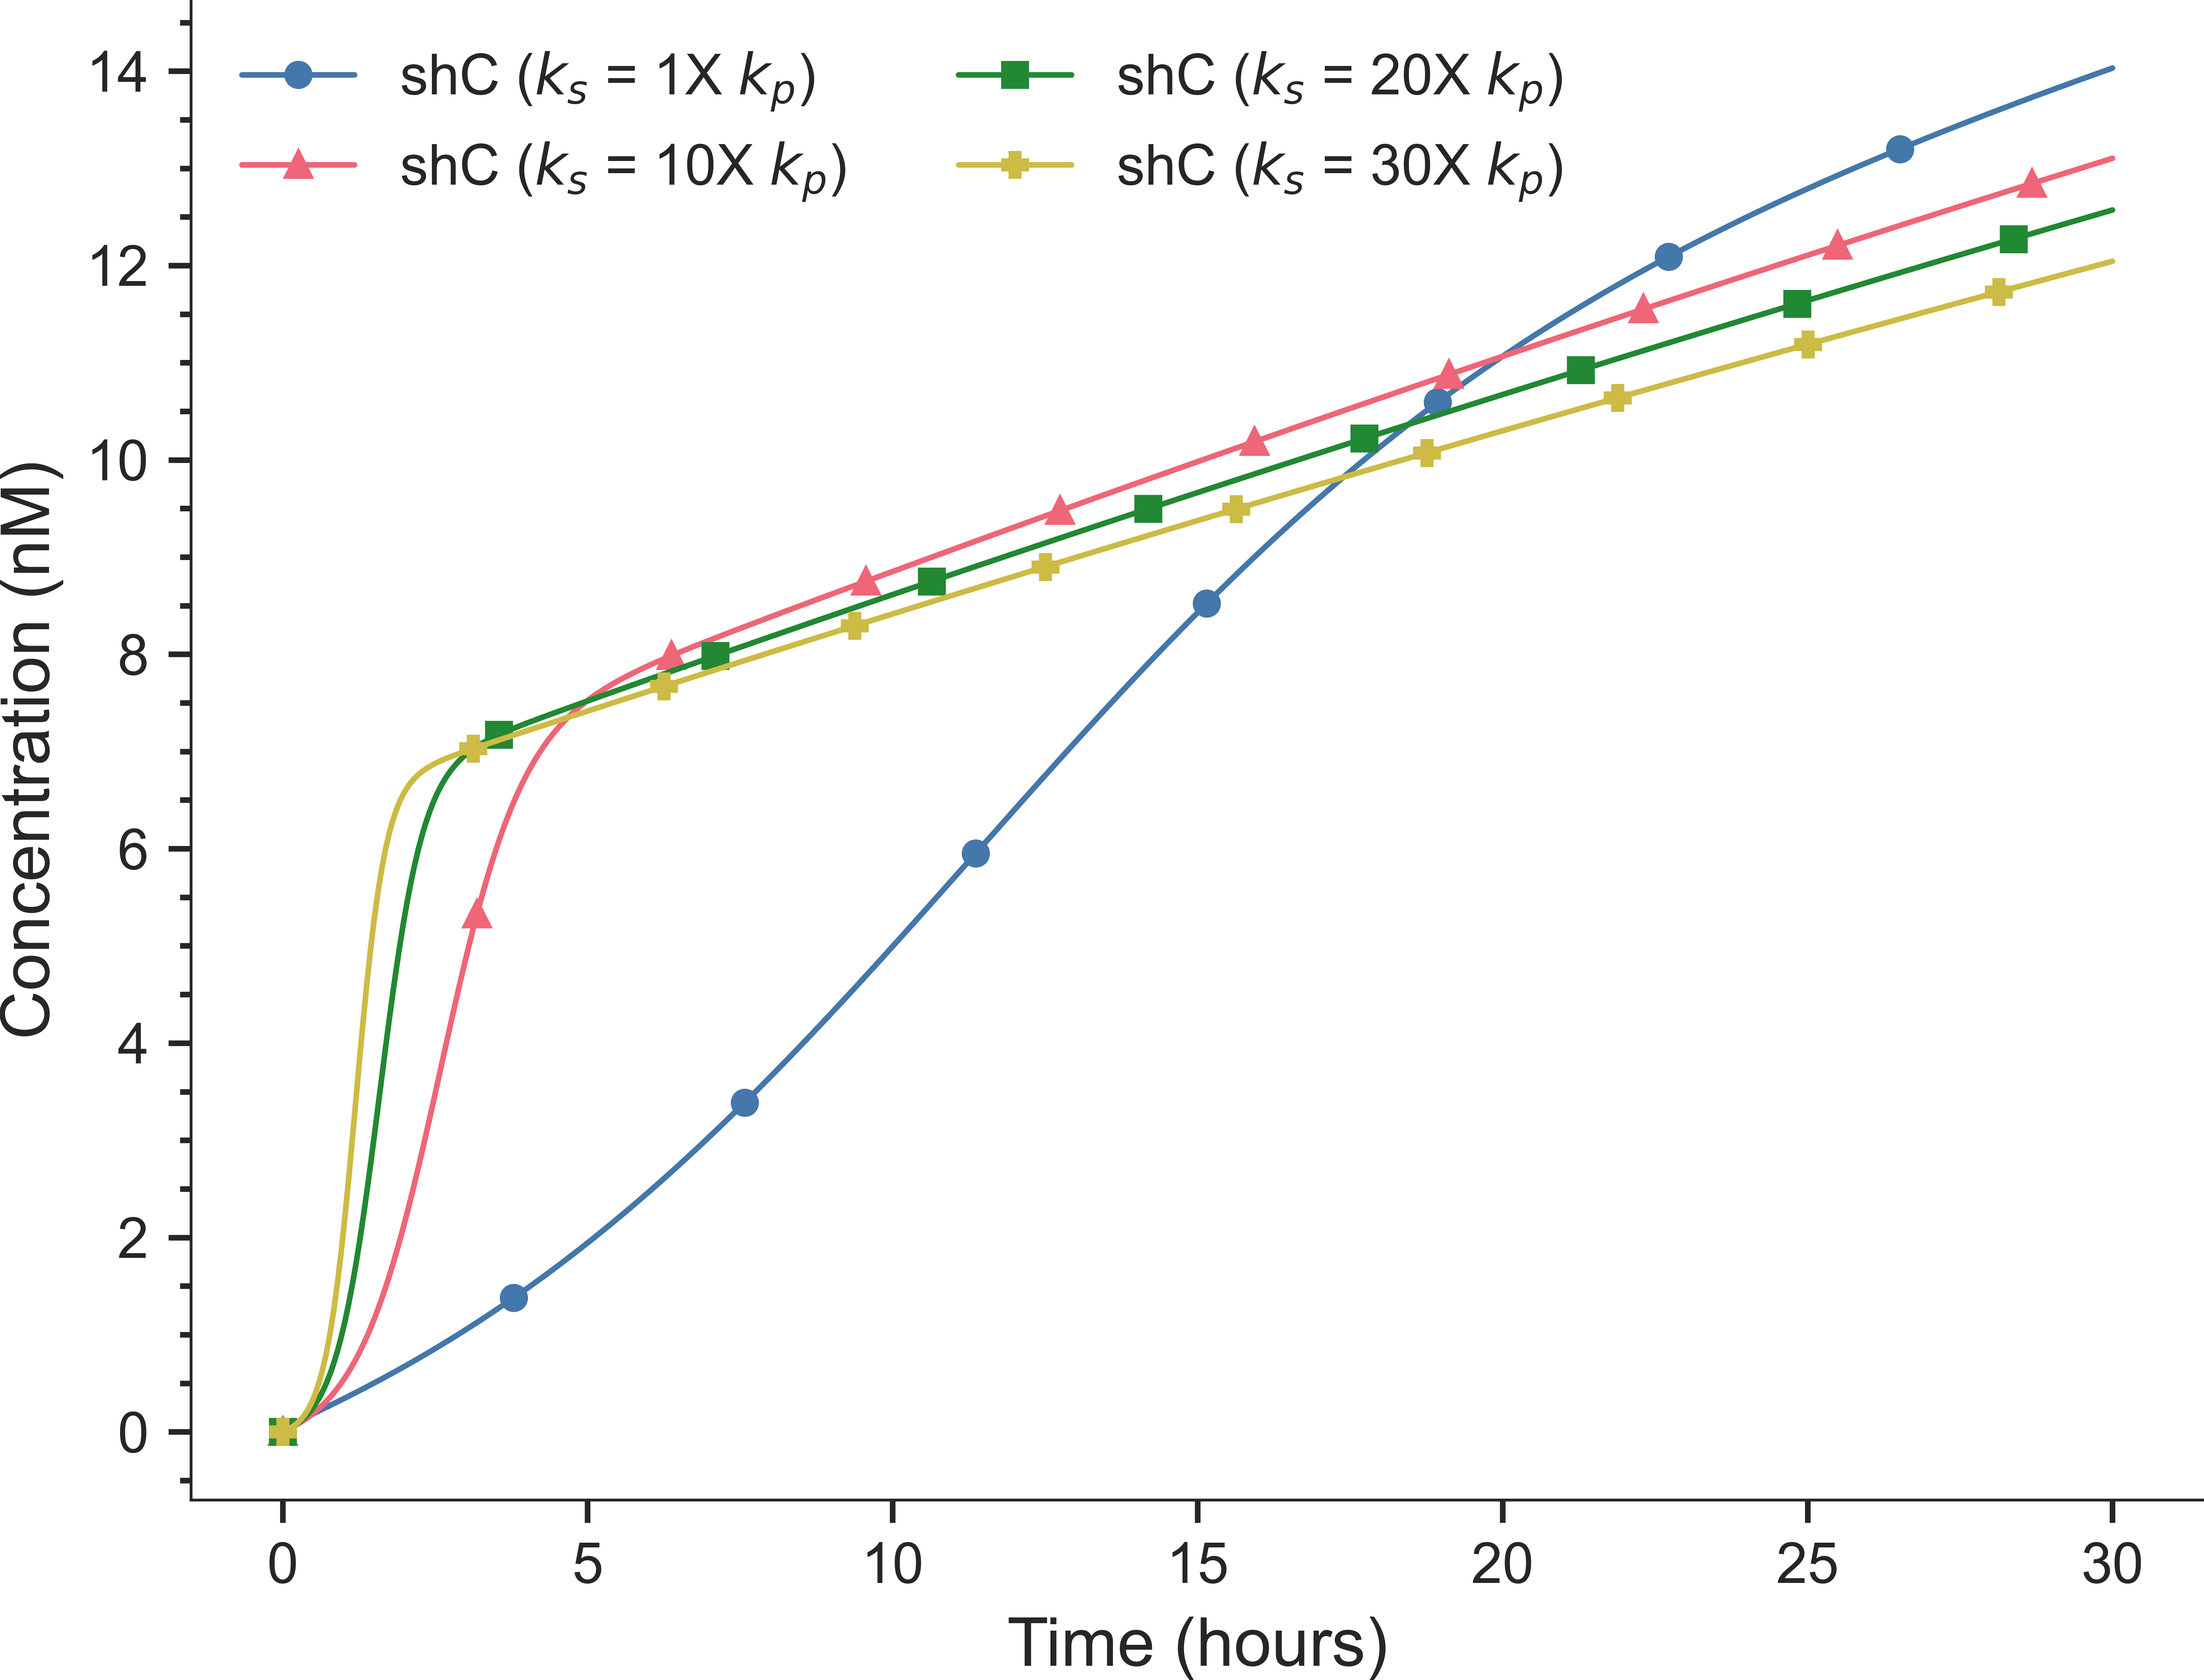 shC (ks = 1X kp)
shC (ks = 10X kp)
shC (ks = 20X kp)
shC (ks = 30X kp)
Concentration (nM)
14
12
10
8
6
4
2
0
0 5 10 15 20 25 30
Time (hours)